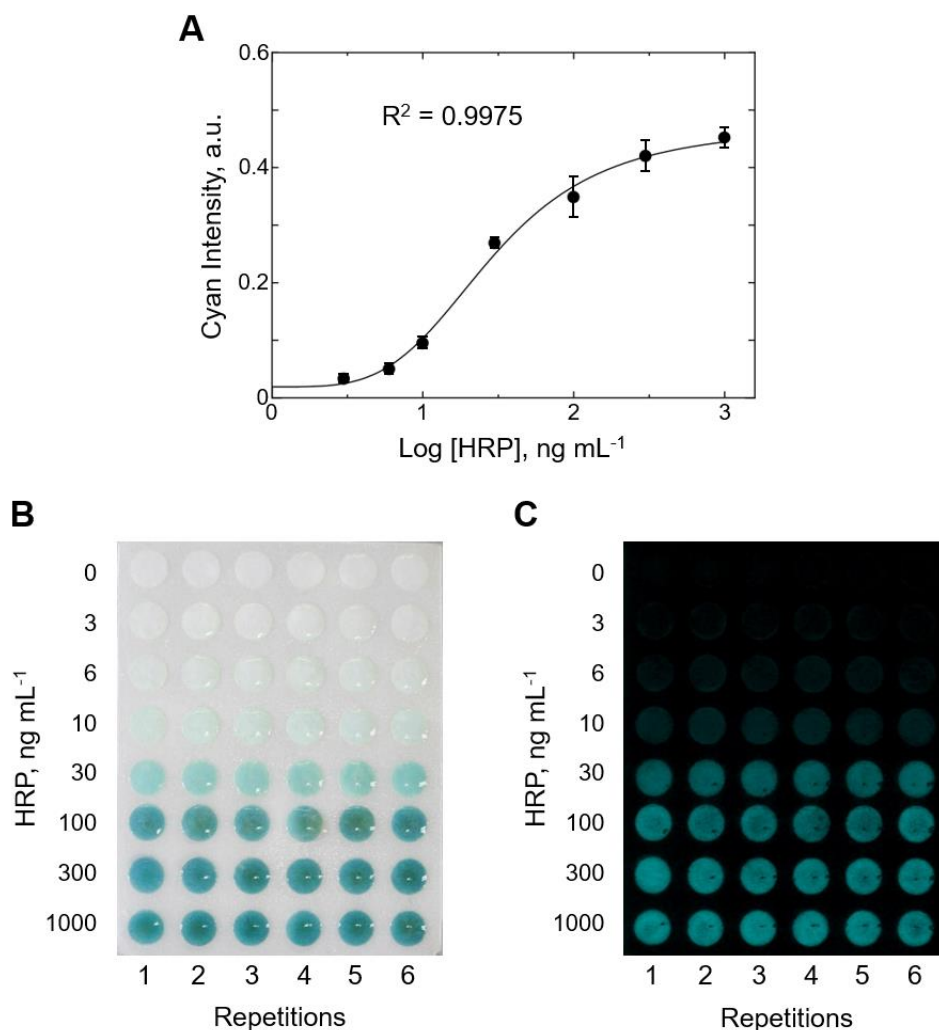 A
0.6
R² = 0.9975
0.4
Cyan Intensity, a.u.
0.2
0
0 1 2 3
Log [HRP], ng mL⁻¹
B
0
3
6
10
30
100
300
1000
HRP, ng mL⁻¹
1 2 3 4 5 6
Repetitions
C
0
3
6
10
30
100
300
1000
HRP, ng mL⁻¹
1 2 3 4 5 6
Repetitions